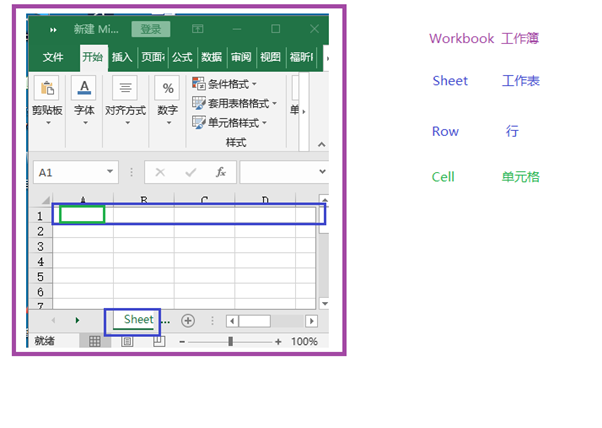 新建 Mi... 登录
文件 开始 插入 页面布 公式 数据 审阅 视图 福昕
剪贴板 字体 对齐方式 % 数字
条件格式
套用表格格式
单元格样式
单
样式
A1 fx
A B C D
1
2
3
4
5
6
7
Sheet ...
就绪 100%
Workbook 工作簿
Sheet 工作表
Row 行
Cell 单元格